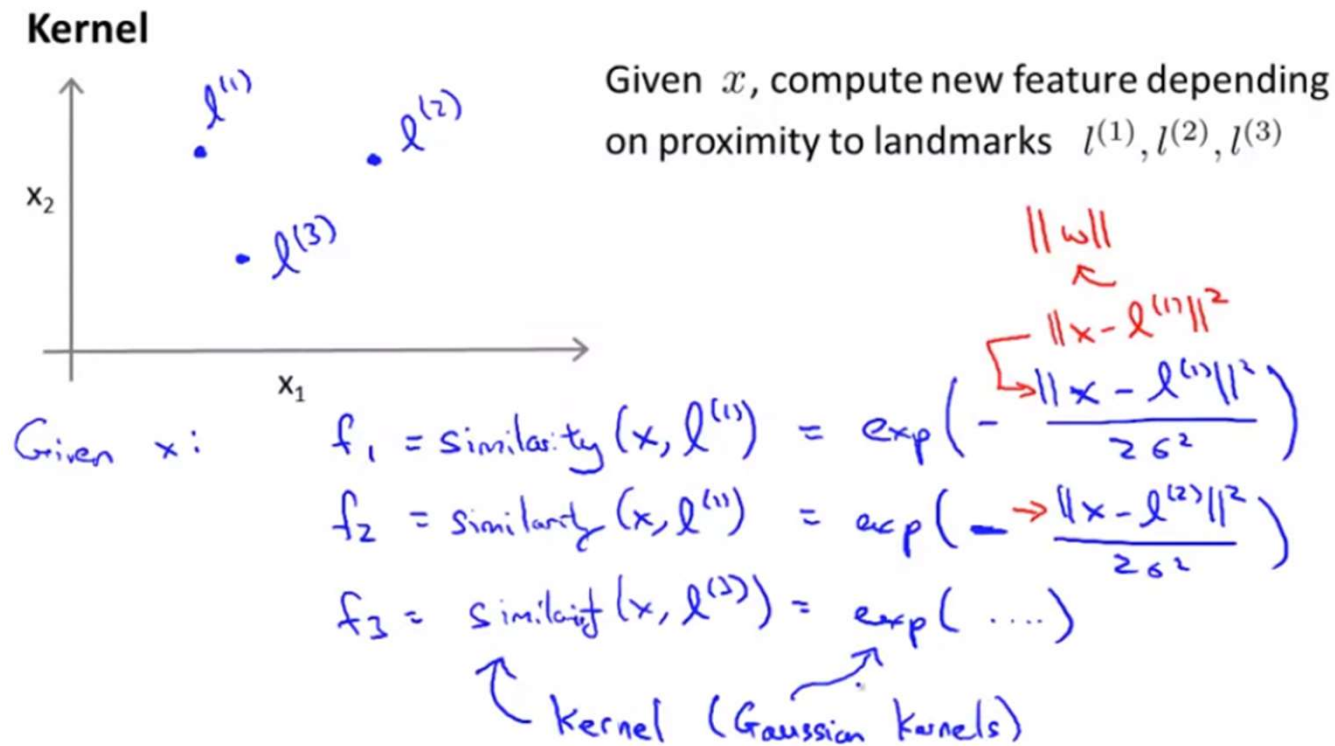 Kernel
l⁽¹⁾
l⁽²⁾
l⁽³⁾
x₂
x₁
Given x, compute new feature depending
on proximity to landmarks l⁽¹⁾, l⁽²⁾, l⁽³⁾
||w||
||x - l⁽¹⁾||²
Given x: f₁ = similarity(x, l⁽¹⁾) = exp(- ||x - l⁽¹⁾||² / 2σ²)
f₂ = similarity(x, l⁽¹⁾) = exp(- ||x - l⁽²⁾||² / 2σ²)
f₃ = similarity(x, l⁽³⁾) = exp(....)
Kernel (Gaussian Kernels)